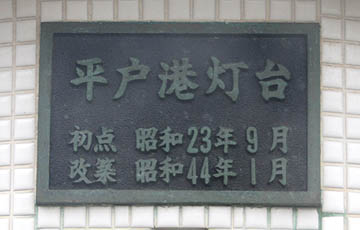 平户港灯台
初点 昭和23年9月
改築 昭和44年1月